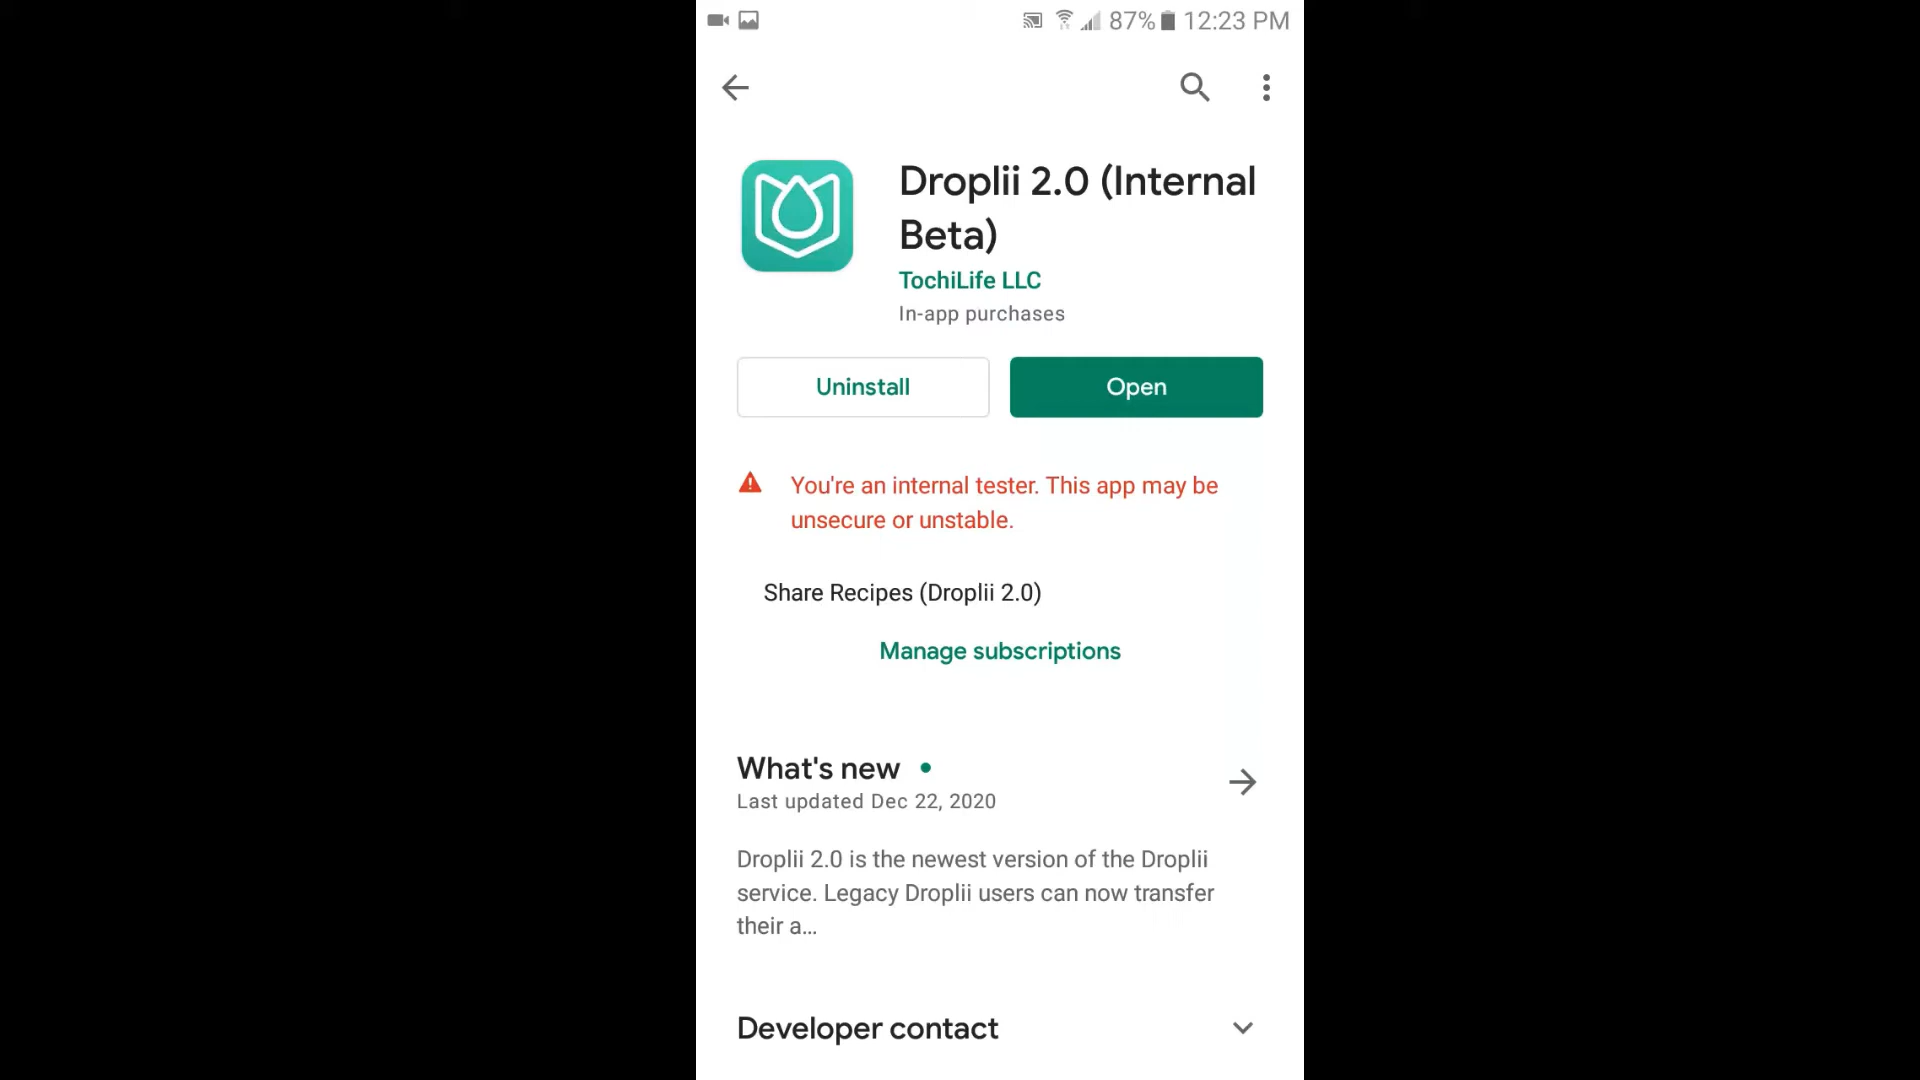 87% 12:23 PM
Droplii 2.0 (Internal
Beta)
TochiLife LLC
In-app purchases
Uninstall
Open
You're an internal tester. This app may be
unsecure or unstable.
Share Recipes (Droplii 2.0)
Manage subscriptions
What's new
Last updated Dec 22, 2020
Droplii 2.0 is the newest version of the Droplii
service. Legacy Droplii users can now transfer
their a...
Developer contact